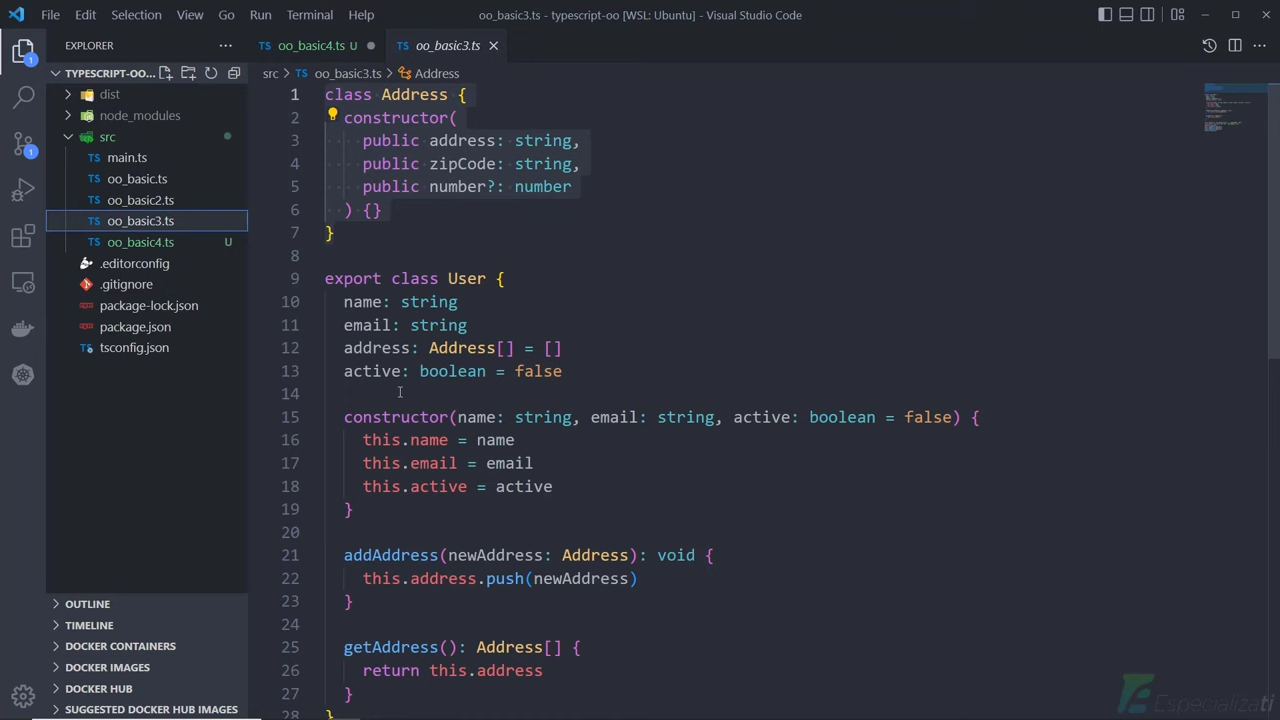 File Edit Selection View Go Run Terminal Help
oo_basic3.ts - typescript-oo [WSL: Ubuntu] - Visual Studio Code
EXPLORER
oo_basic4.ts U
oo_basic3.ts
TYPESCRIPT-OO...
src > oo_basic3.ts > Address
dist
node_modules
src
main.ts
oo_basic.ts
oo_basic2.ts
oo_basic3.ts
oo_basic4.ts U
.editorconfig
.gitignore
package-lock.json
package.json
tsconfig.json
OUTLINE
TIMELINE
DOCKER CONTAINERS
DOCKER IMAGES
DOCKER HUB
SUGGESTED DOCKER HUB IMAGES
1 class Address {
2 constructor(
3 public address: string,
4 public zipCode: string,
5 public number?: number
6 ) {}
7 }
8
9 export class User {
10 name: string
11 email: string
12 address: Address[] = []
13 active: boolean = false
14
15 constructor(name: string, email: string, active: boolean = false) {
16 this.name = name
17 this.email = email
18 this.active = active
19 }
20
21 addAddress(newAddress: Address): void {
22 this.address.push(newAddress)
23 }
24
25 getAddress(): Address[] {
26 return this.address
27 }
28 }
Especializati